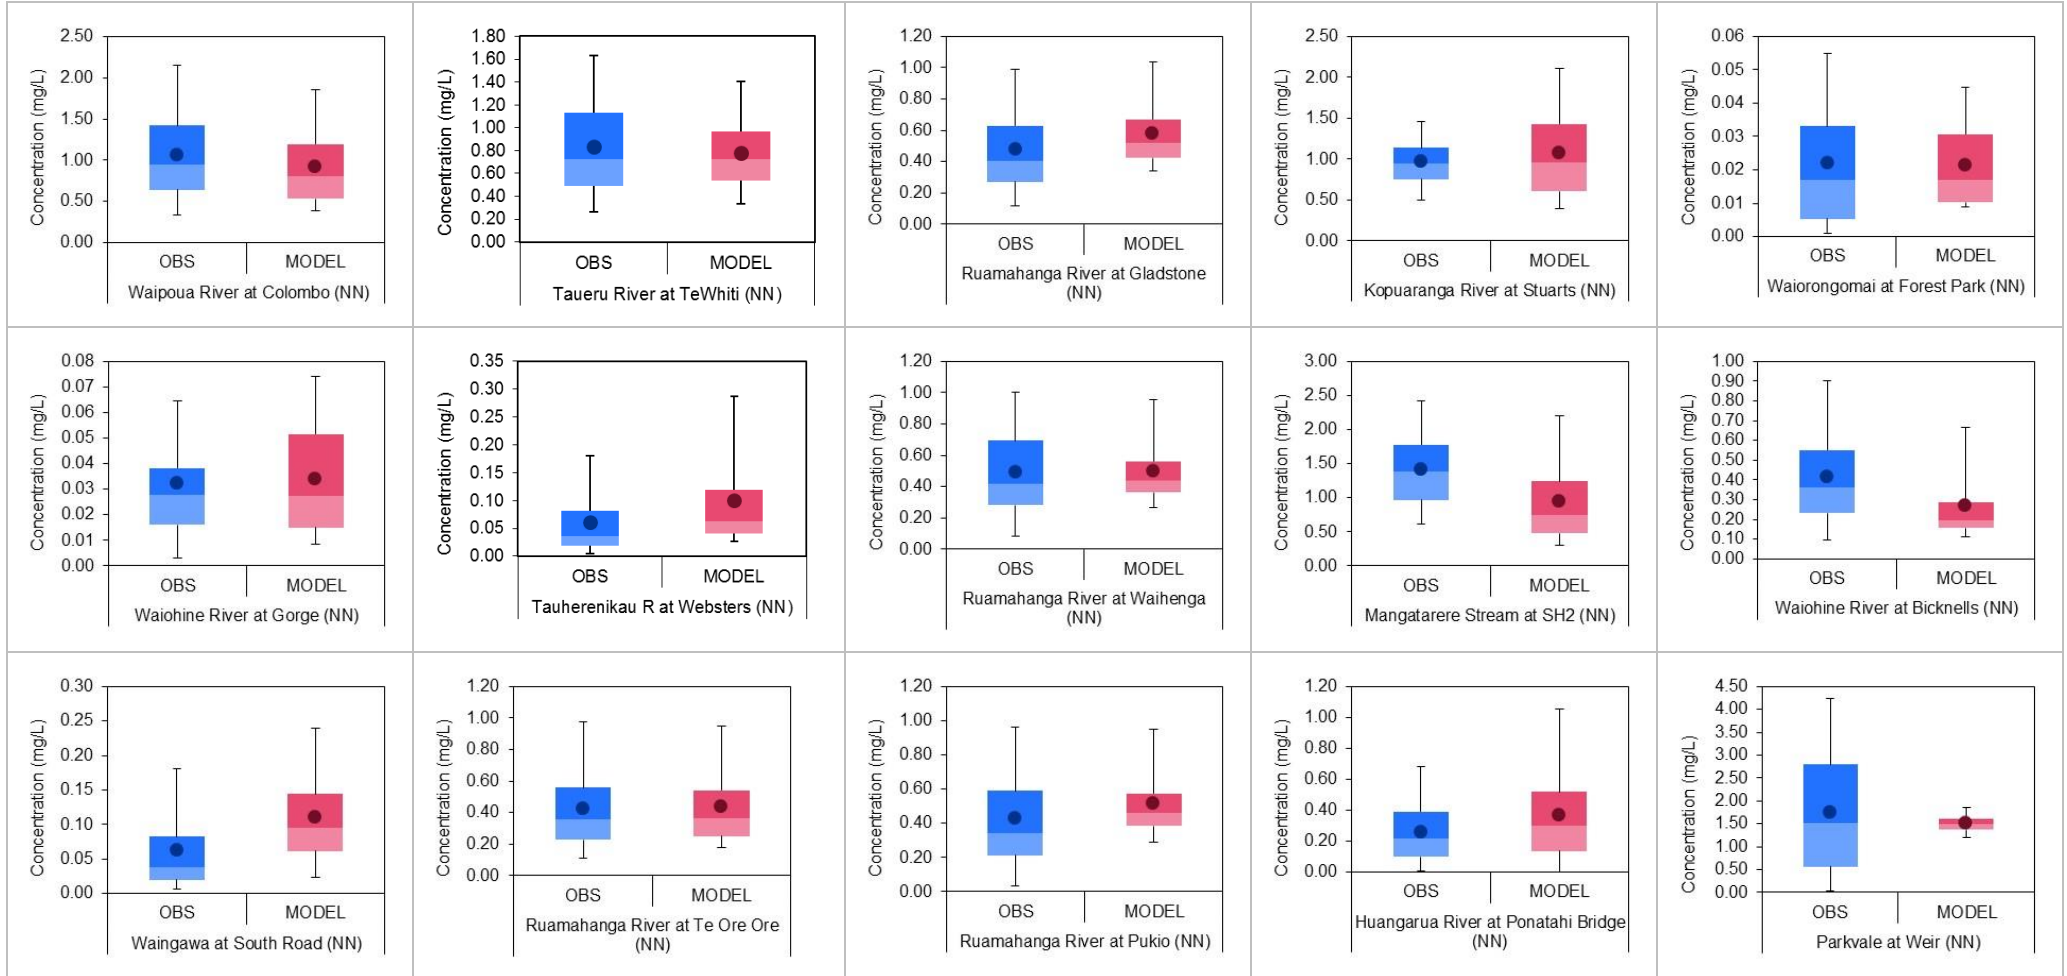 2.50
2.00
1.50
1.00
0.50
0.00
Concentration (mg/L)
OBS
MODEL
Waipoua River at Colombo (NN)
1.80
1.60
1.40
1.20
1.00
0.80
0.60
0.40
0.20
0.00
Concentration (mg/L)
OBS
MODEL
Taueru River at TeWhiti (NN)
1.20
1.00
0.80
0.60
0.40
0.20
0.00
Concentration (mg/L)
OBS
MODEL
Ruamahanga River at Gladstone
(NN)
2.50
2.00
1.50
1.00
0.50
0.00
Concentration (mg/L)
OBS
MODEL
Kopuaranga River at Stuarts (NN)
0.06
0.05
0.04
0.03
0.02
0.01
0.00
Concentration (mg/L)
OBS
MODEL
Waiorongomai at Forest Park (NN)
0.08
0.07
0.06
0.05
0.04
0.03
0.02
0.01
0.00
Concentration (mg/L)
OBS
MODEL
Waiohine River at Gorge (NN)
0.35
0.30
0.25
0.20
0.15
0.10
0.05
0.00
Concentration (mg/L)
OBS
MODEL
Tauherenikau R at Websters (NN)
1.20
1.00
0.80
0.60
0.40
0.20
0.00
Concentration (mg/L)
OBS
MODEL
Ruamahanga River at Waihenga
(NN)
3.00
2.50
2.00
1.50
1.00
0.50
0.00
Concentration (mg/L)
OBS
MODEL
Mangatarere Stream at SH2 (NN)
1.00
0.90
0.80
0.70
0.60
0.50
0.40
0.30
0.20
0.10
0.00
Concentration (mg/L)
OBS
MODEL
Waiohine River at Bicknells (NN)
0.30
0.25
0.20
0.15
0.10
0.05
0.00
Concentration (mg/L)
OBS
MODEL
Waingawa at South Road (NN)
1.20
1.00
0.80
0.60
0.40
0.20
0.00
Concentration (mg/L)
OBS
MODEL
Ruamahanga River at Te Ore Ore
(NN)
1.20
1.00
0.80
0.60
0.40
0.20
0.00
Concentration (mg/L)
OBS
MODEL
Ruamahanga River at Pukio (NN)
1.20
1.00
0.80
0.60
0.40
0.20
0.00
Concentration (mg/L)
OBS
MODEL
Huangarua River at Ponatahi Bridge
(NN)
4.50
4.00
3.50
3.00
2.50
2.00
1.50
1.00
0.50
0.00
Concentration (mg/L)
OBS
MODEL
Parkvale at Weir (NN)